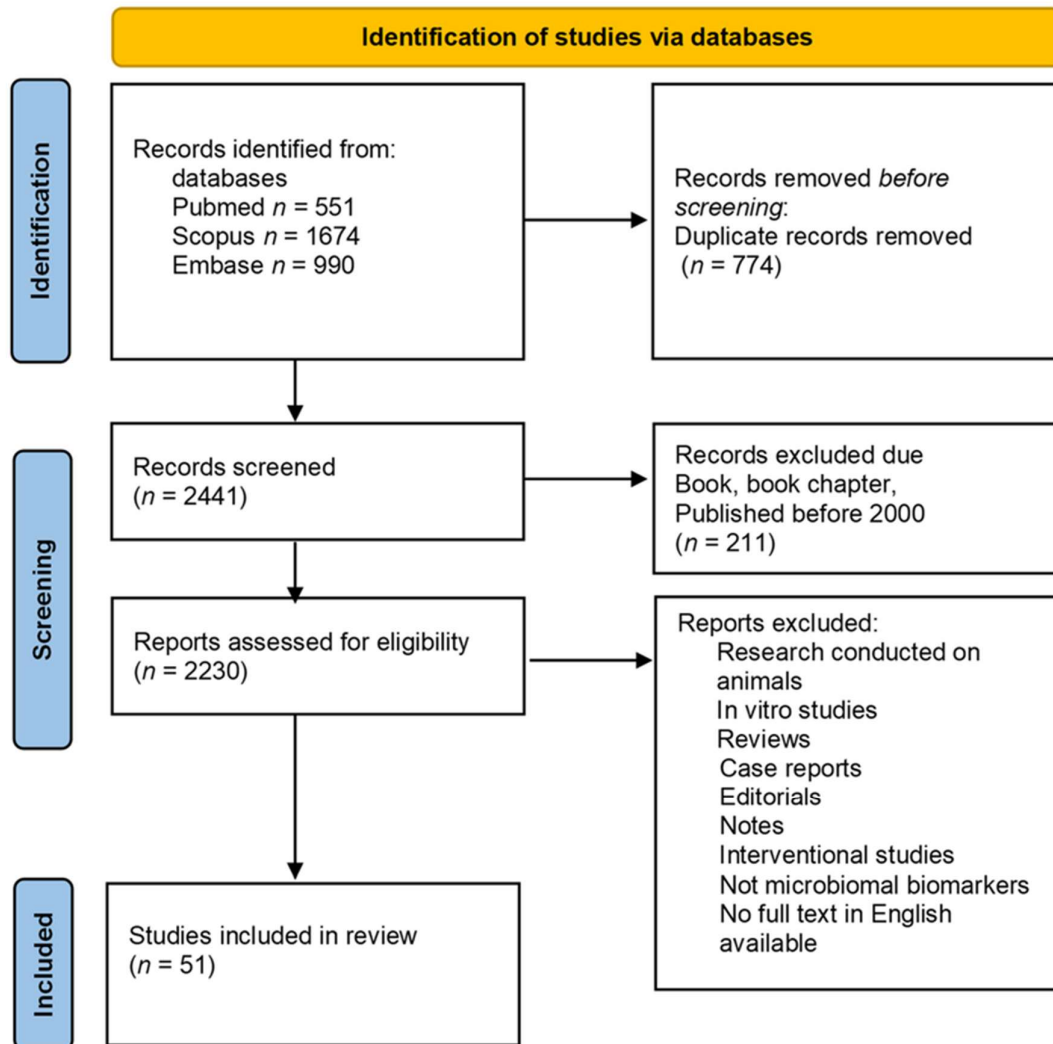 Identification of studies via databases
Identification
Records identified from:
databases
Pubmed n = 551
Scopus n = 1674
Embase n = 990
Records removed before
screening:
Duplicate records removed
(n = 774)
Screening
Records screened
(n = 2441)
Records excluded due
Book, book chapter,
Published before 2000
(n = 211)
Reports assessed for eligibility
(n = 2230)
Reports excluded:
Research conducted on
animals
In vitro studies
Reviews
Case reports
Editorials
Notes
Interventional studies
Not microbiomal biomarkers
No full text in English
available
Included
Studies included in review
(n = 51)